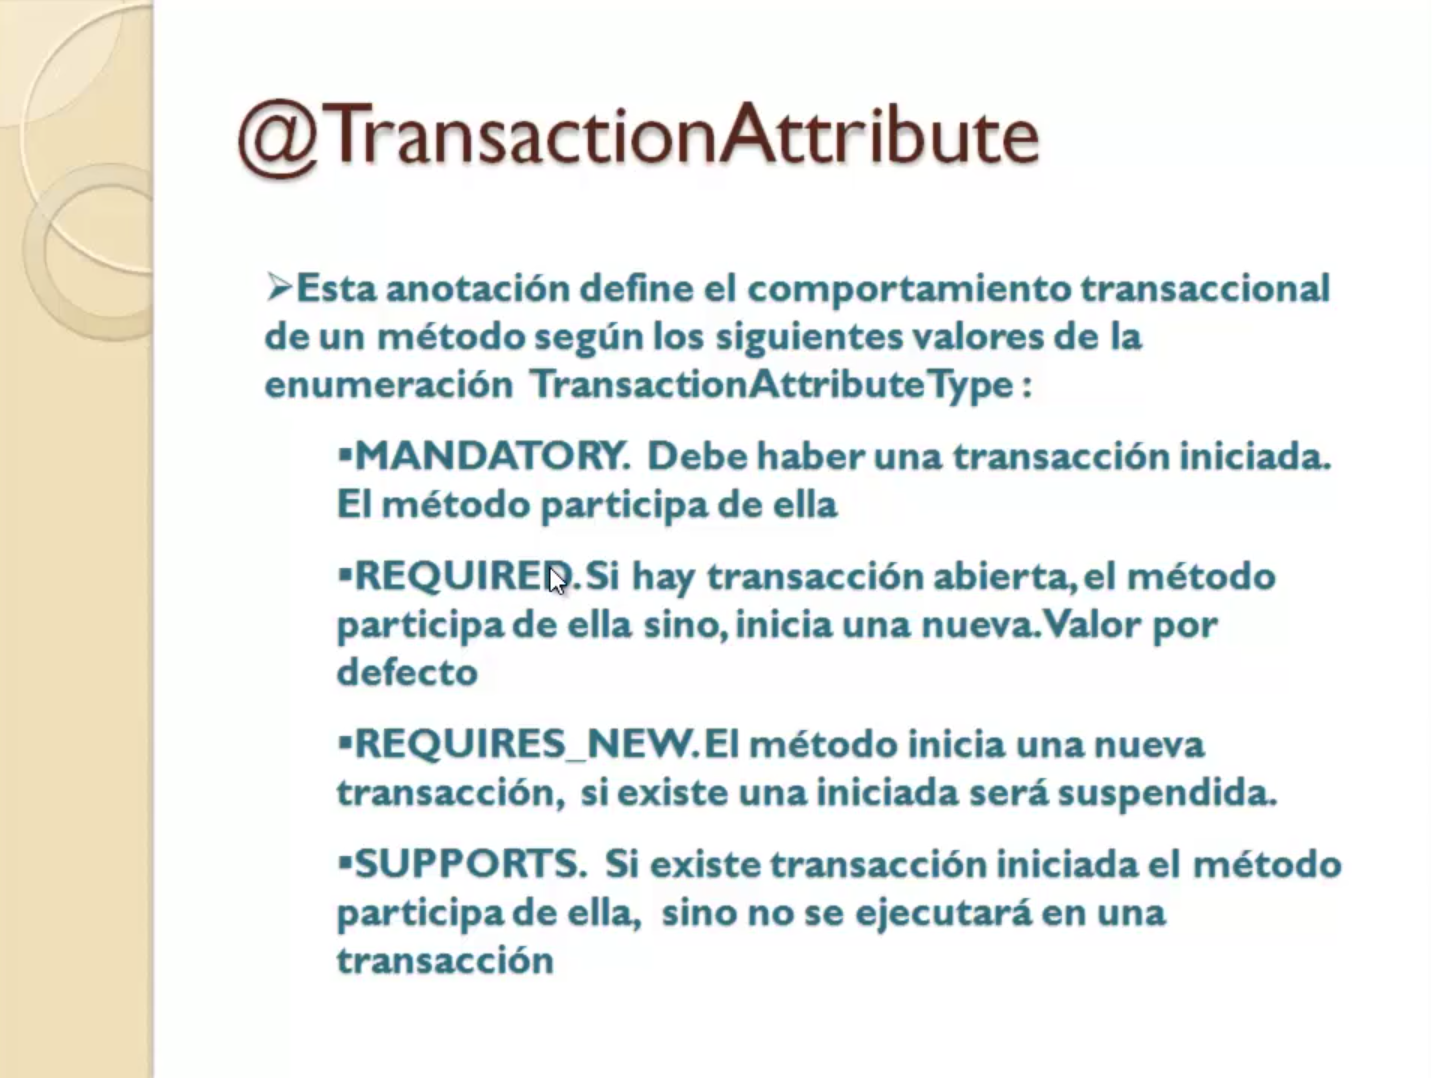 @TransactionAttribute
➢Esta anotación define el comportamiento transaccional
de un método según los siguientes valores de la
enumeración TransactionAttributeType :
▪MANDATORY. Debe haber una transacción iniciada.
El método participa de ella
▪REQUIRED. Si hay transacción abierta, el método
participa de ella sino, inicia una nueva. Valor por
defecto
▪REQUIRES_NEW. El método inicia una nueva
transacción, si existe una iniciada será suspendida.
▪SUPPORTS. Si existe transacción iniciada el método
participa de ella, sino no se ejecutará en una
transacción